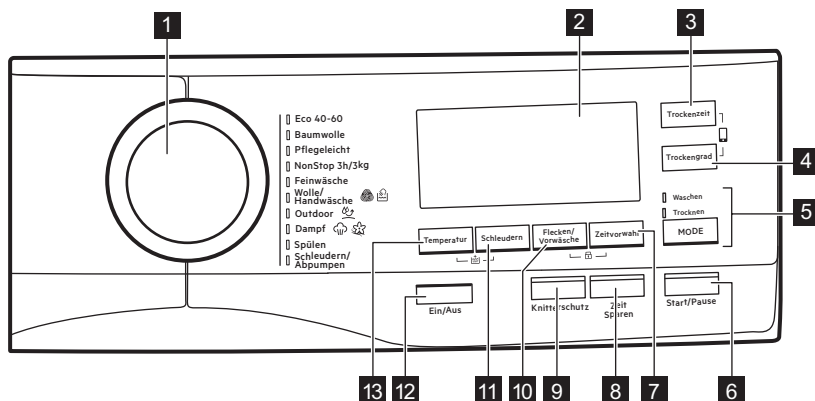 1
2
3
Trockenzeit
Eco 40-60
Baumwolle
Pflegeleicht
NonStop 3h/3kg
Feinwäsche
Wolle/
Handwäsche
Outdoor
Dampf
Spülen
Schleudern/
Abpumpen
Trockengrad
4
Waschen
Trocknen
MODE
5
Temperatur
Schleudern
Flecken/
Vorwäsche
Zeitvorwahl
Ein/Aus
Knitterschutz
Zeit
Sparen
Start/Pause
13
12
11
10
9
8
7
6